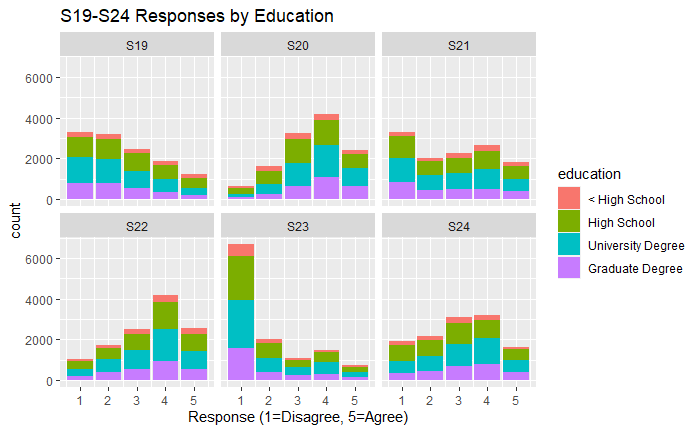 S19-S24 Responses by Education
S19 S20 S21
6000
4000
2000
0
S22 S23 S24
6000
4000
2000
0
1 2 3 4 5 1 2 3 4 5 1 2 3 4 5
Response (1=Disagree, 5=Agree)
count
education
< High School
High School
University Degree
Graduate Degree